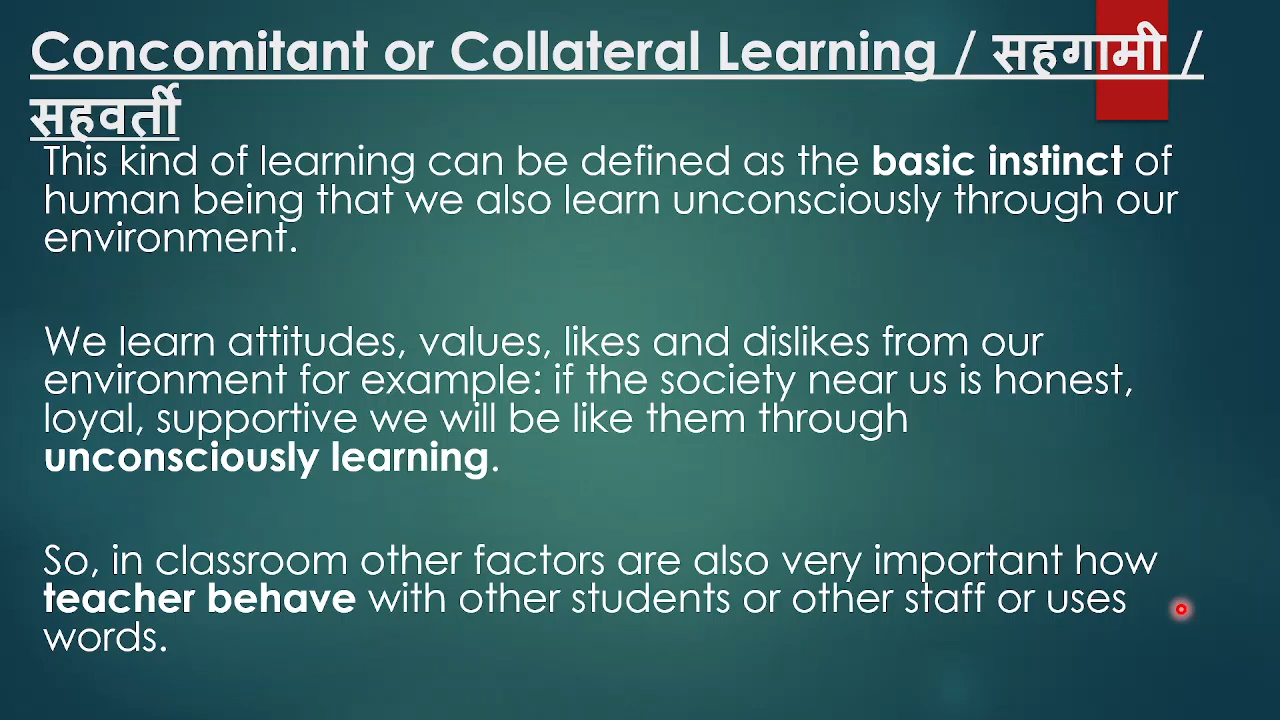 Concomitant or Collateral Learning / सहगामी /
सहवर्ती
This kind of learning can be defined as the basic instinct of
human being that we also learn unconsciously through our
environment.
We learn attitudes, values, likes and dislikes from our
environment for example: if the society near us is honest,
loyal, supportive we will be like them through
unconsciously learning.
So, in classroom other factors are also very important how
teacher behave with other students or other staff or uses
words.